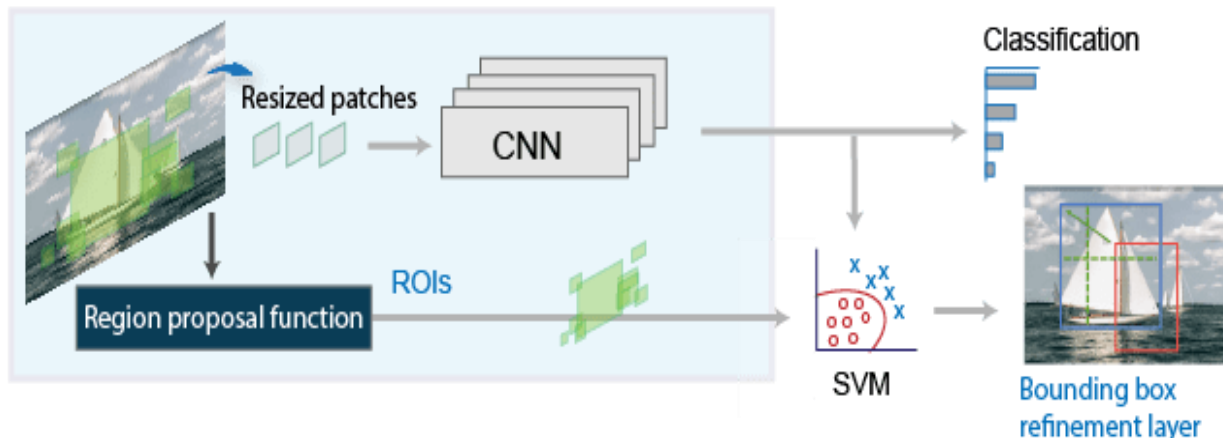 Classification
Resized patches
CNN
ROIs
Region proposal function
x x
x x
x
o o
o o o
o o
o
SVM
Bounding box
refinement layer